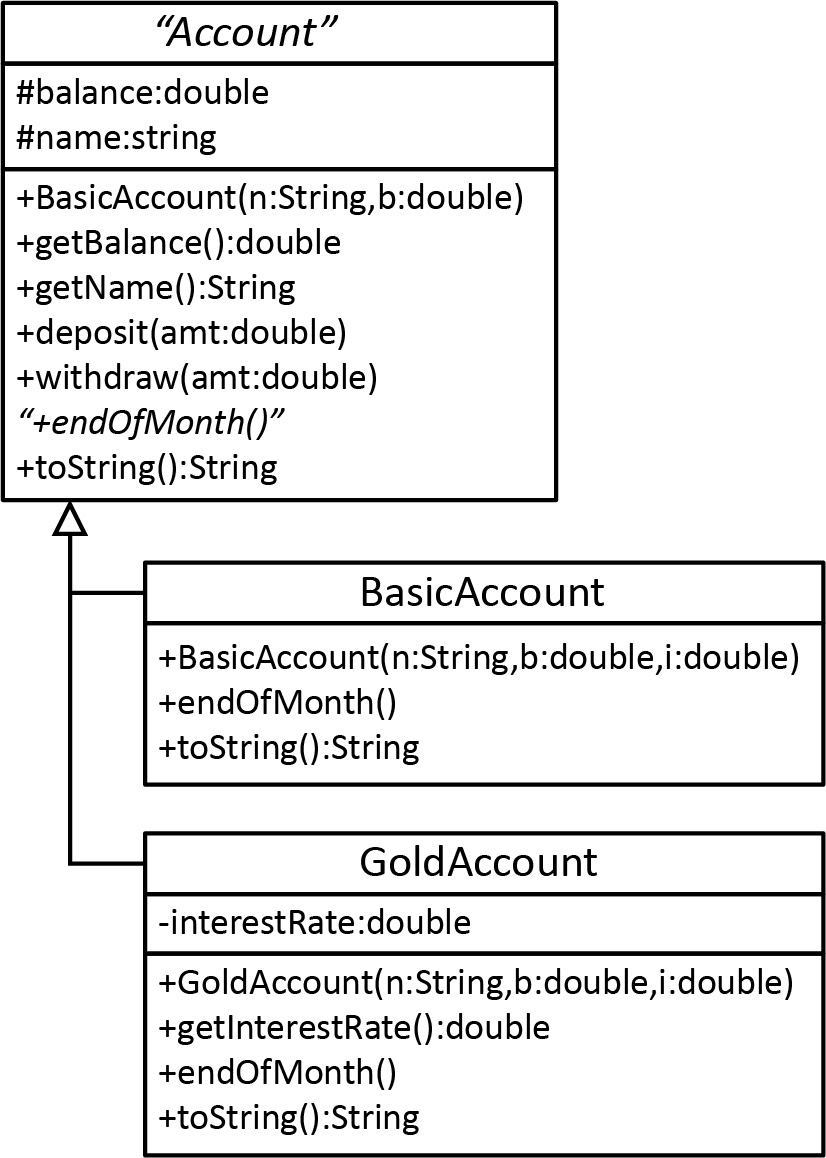 “Account”
#balance:double
#name:string
+BasicAccount(n:String,b:double)
+getBalance():double
+getName():String
+deposit(amt:double)
+withdraw(amt:double)
“+endOfMonth()”
+toString():String
BasicAccount
+BasicAccount(n:String,b:double,i:double)
+endOfMonth()
+toString():String
GoldAccount
-interestRate:double
+GoldAccount(n:String,b:double,i:double)
+getInterestRate():double
+endOfMonth()
+toString():String